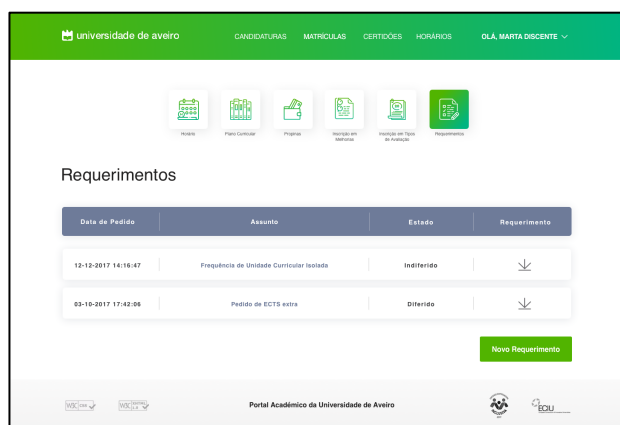 universidade de aveiro
CANDIDATURAS MATRÍCULAS CERTIDÕES HORÁRIOS OLÁ, MARTA DISCENTE
Horário Plano Curricular Propinas Inscrição em Melhorias Inscrição em Tipos de Avaliação Requerimentos
Requerimentos
Data de Pedido Assunto Estado Requerimento
12-12-2017 14:16:47 Frequência de Unidade Curricular Isolada Indiferido
03-10-2017 17:42:06 Pedido de ECTS extra Diferido
Novo Requerimento
Portal Académico da Universidade de Aveiro
W3C W3C ECIU